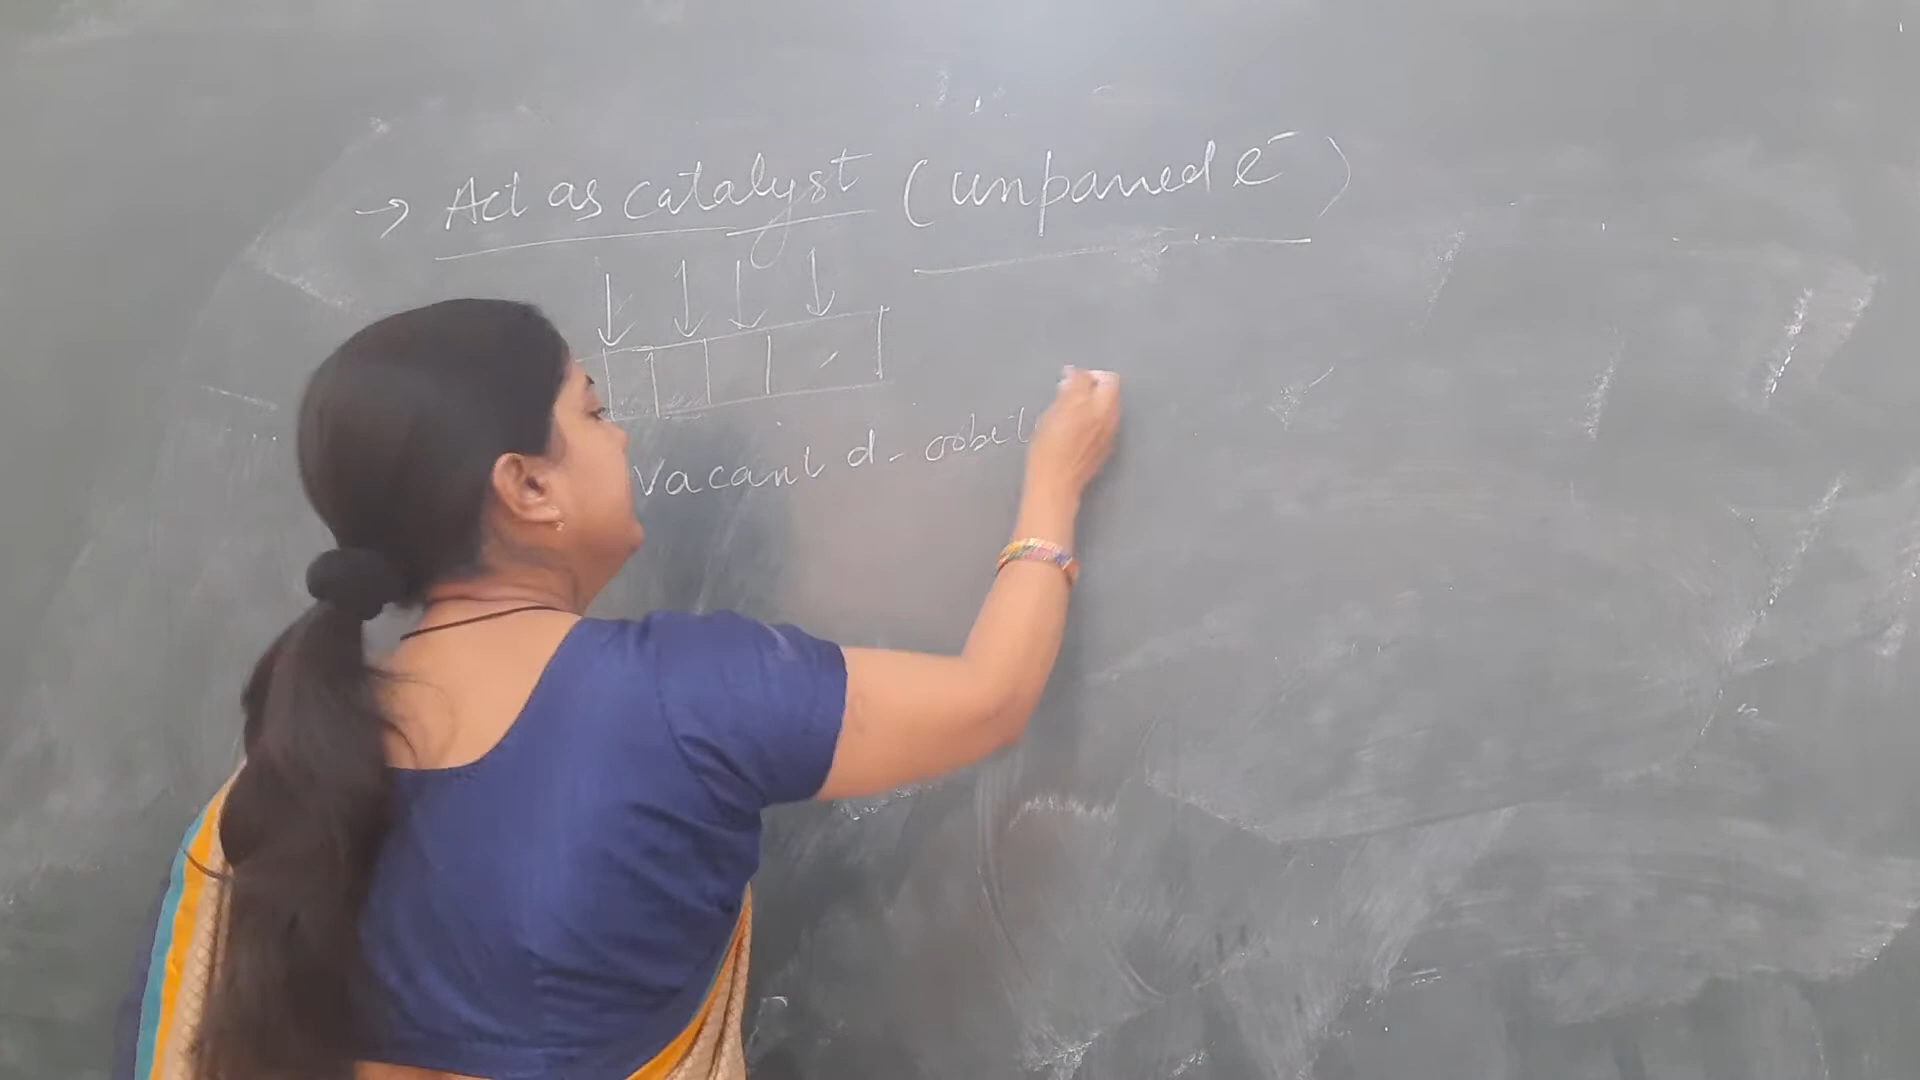 → Act as catalyst (unpaired e⁻)
↓ ↓ ↓ ↓
Vacant d- orbit